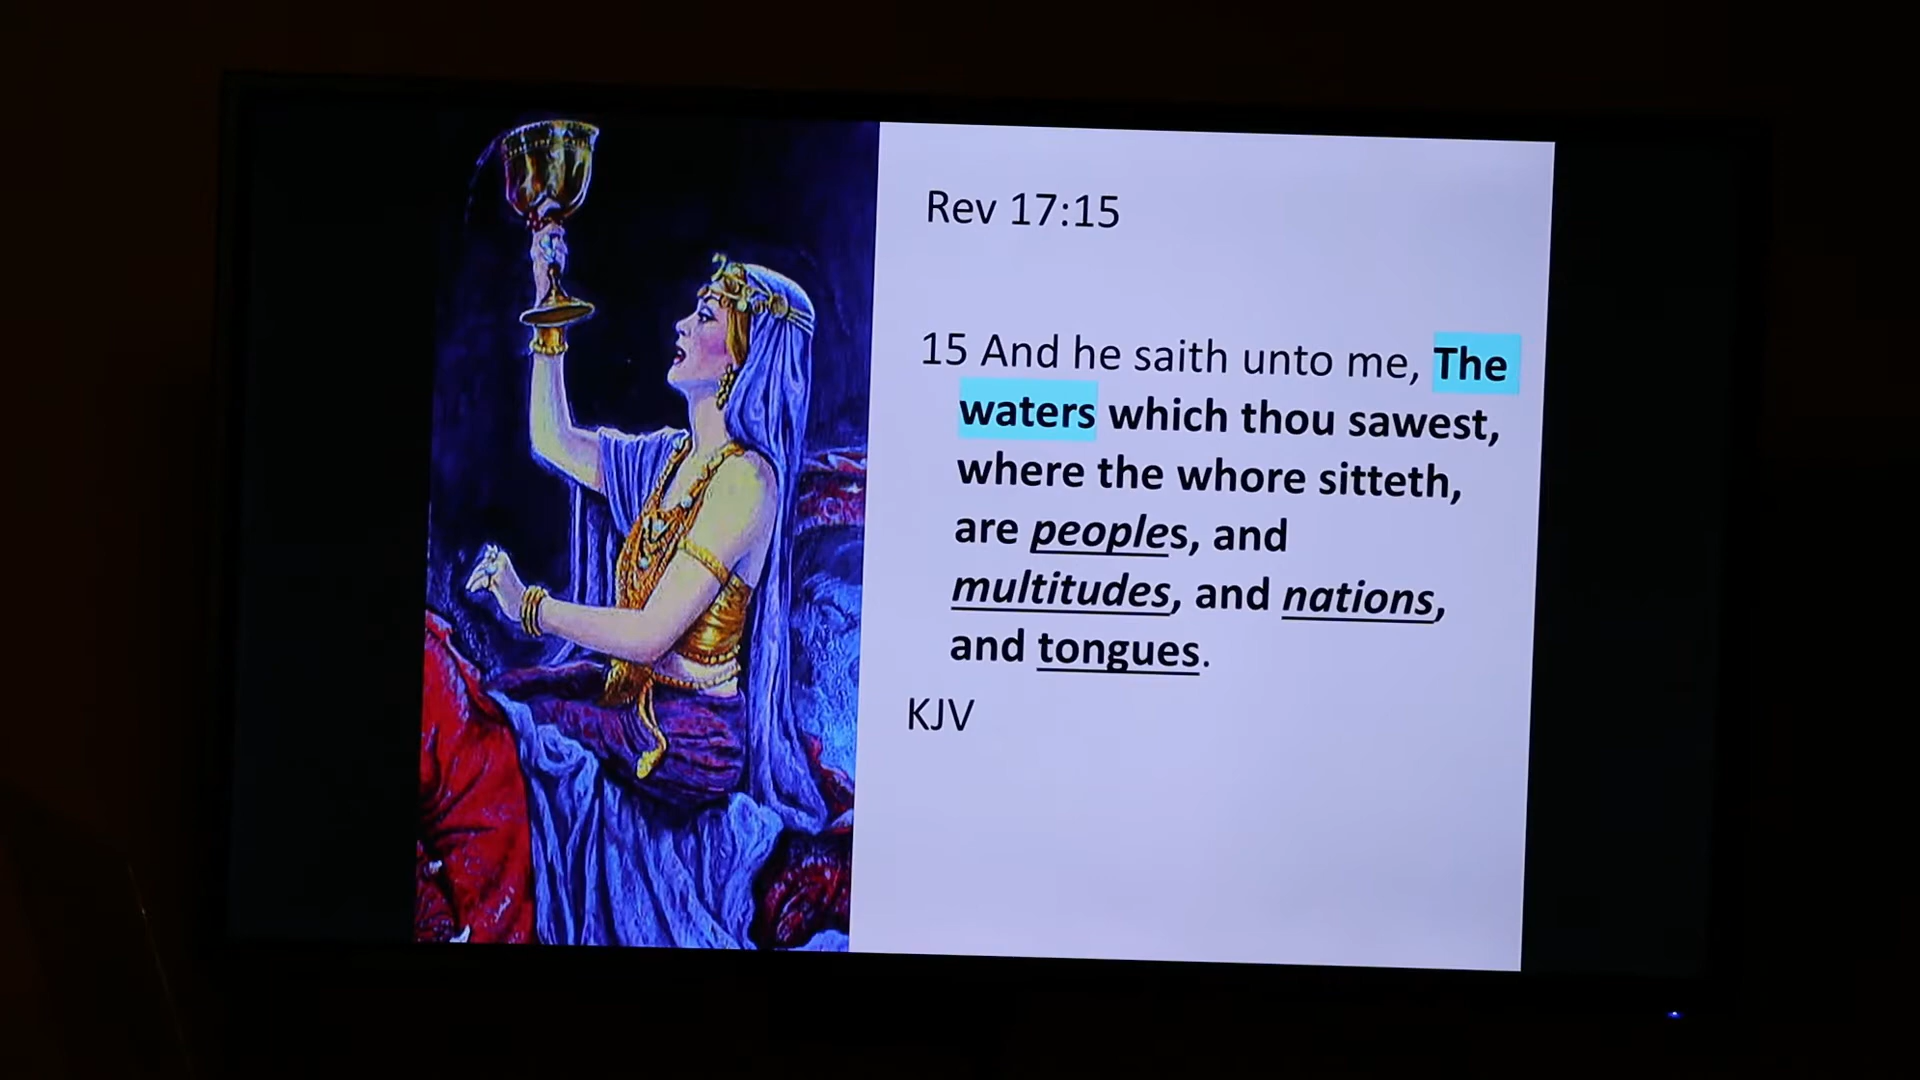 Rev 17:15
15 And he saith unto me, The
waters which thou sawest,
where the whore sitteth,
are peoples, and
multitudes, and nations,
and tongues.
KJV